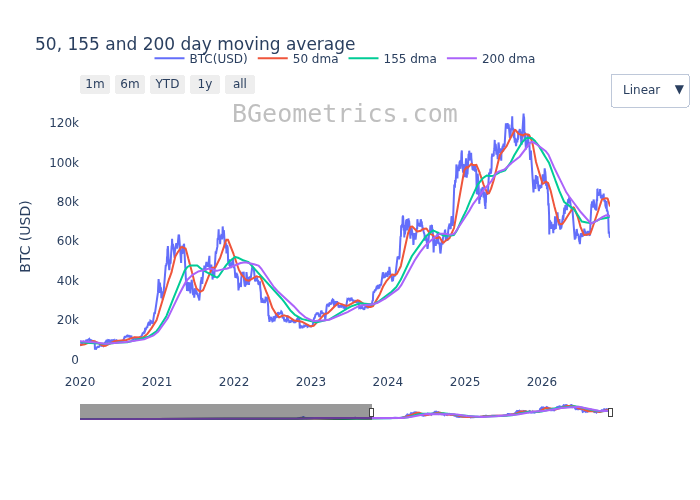 50, 155 and 200 day moving average
BTC(USD) 50 dma 155 dma 200 dma
1m 6m YTD 1y all
Linear ▼
BGeometrics.com
120k
100k
80k
60k
40k
20k
0
BTC (USD)
2020 2021 2022 2023 2024 2025 2026